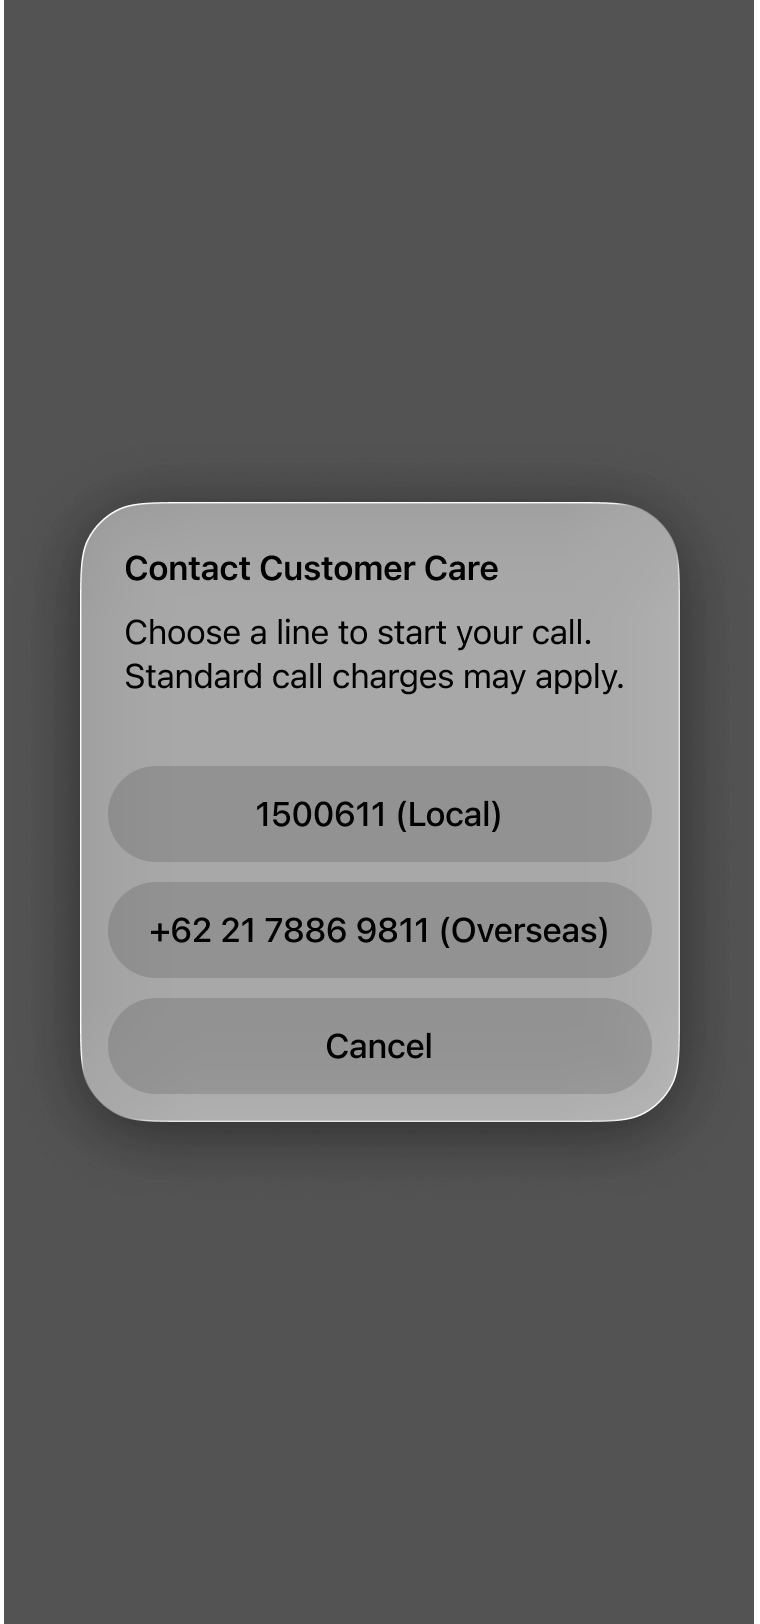 Contact Customer Care
Choose a line to start your call.
Standard call charges may apply.
1500611 (Local)
+62 21 7886 9811 (Overseas)
Cancel